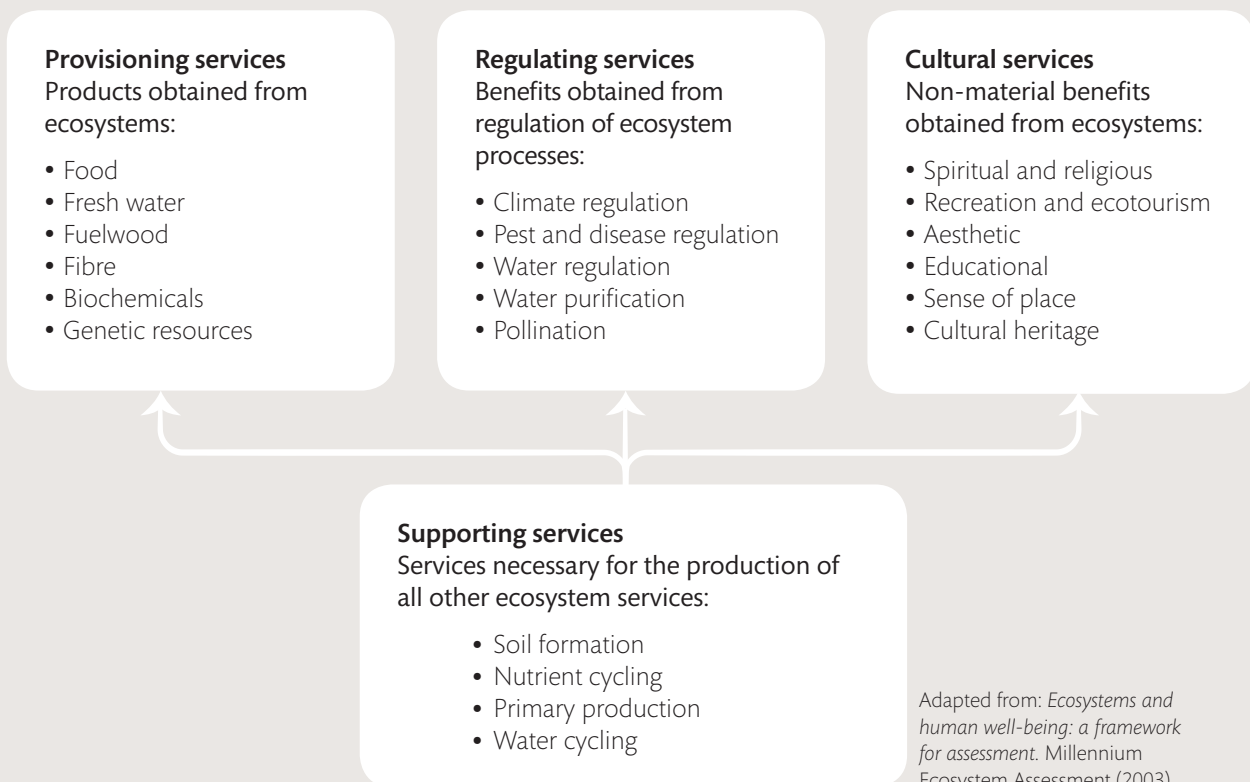 Provisioning services
Products obtained from
ecosystems:
• Food
• Fresh water
• Fuelwood
• Fibre
• Biochemicals
• Genetic resources
Regulating services
Benefits obtained from
regulation of ecosystem
processes:
• Climate regulation
• Pest and disease regulation
• Water regulation
• Water purification
• Pollination
Cultural services
Non-material benefits
obtained from ecosystems:
• Spiritual and religious
• Recreation and ecotourism
• Aesthetic
• Educational
• Sense of place
• Cultural heritage
Supporting services
Services necessary for the production of
all other ecosystem services:
• Soil formation
• Nutrient cycling
• Primary production
• Water cycling
Adapted from: Ecosystems and
human well-being: a framework
for assessment. Millennium
Ecosystem Assessment (2003)